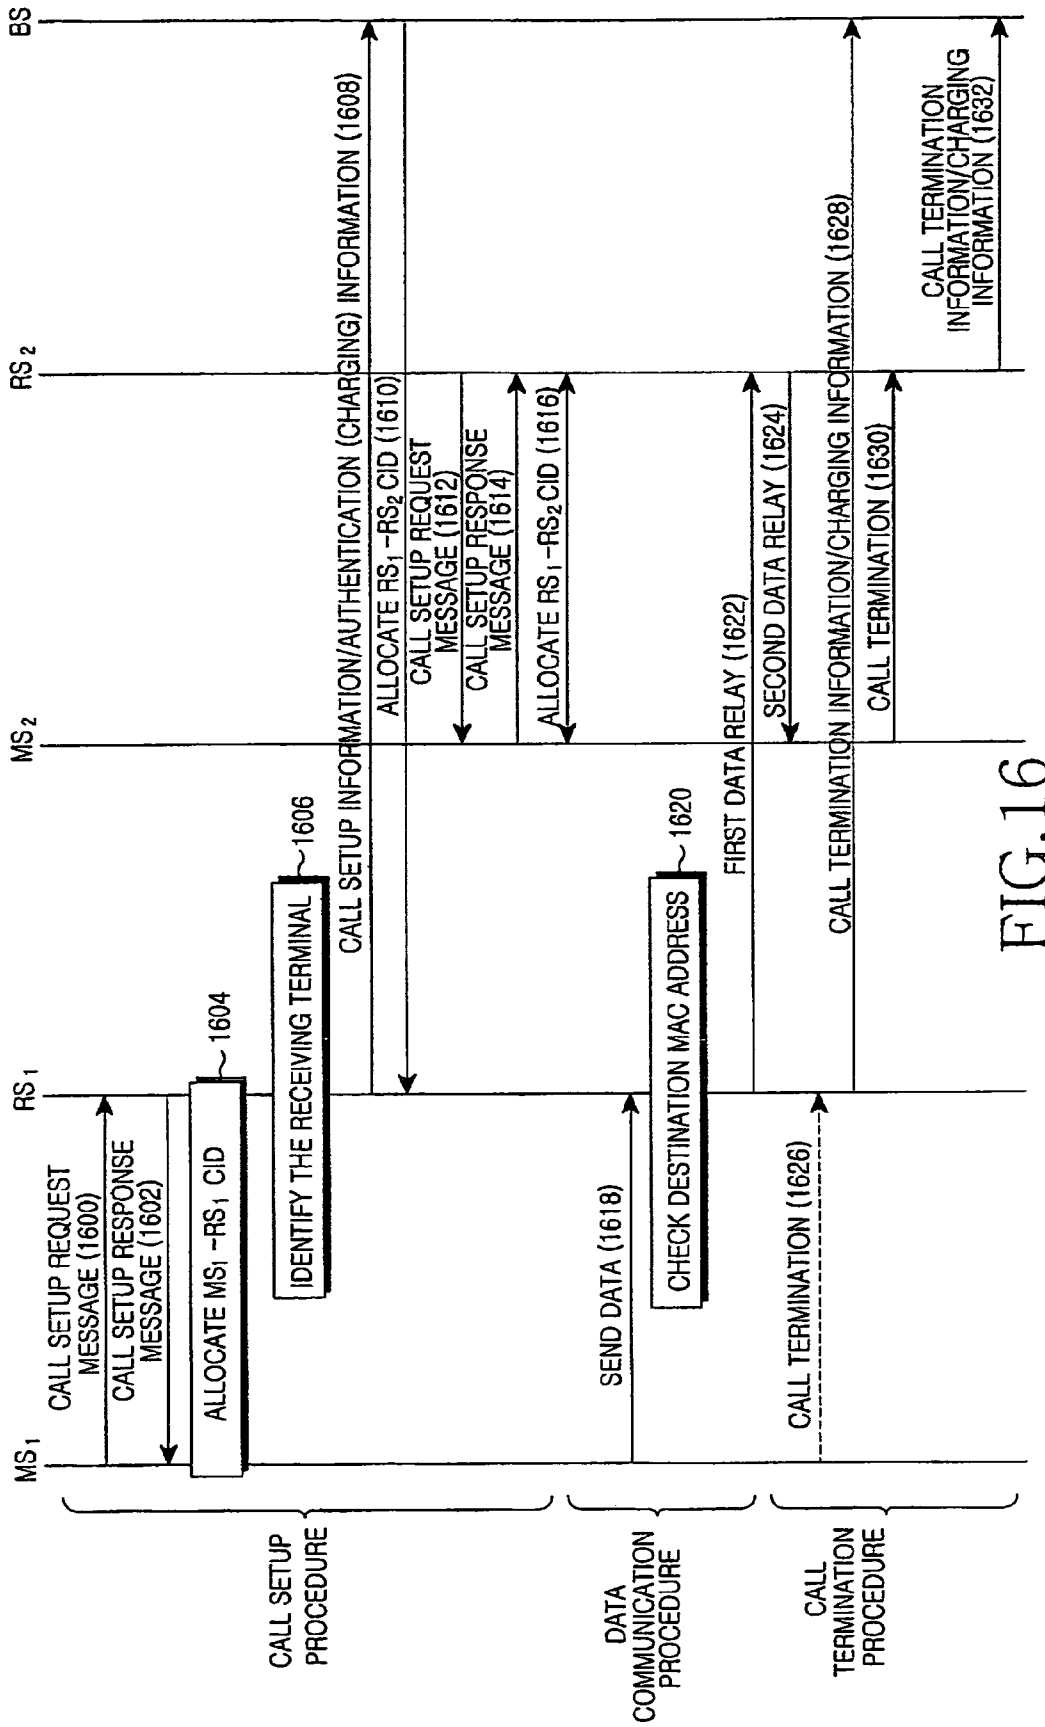 MS1
RS1
MS2
RS2
BS
CALL SETUP
PROCEDURE
CALL SETUP REQUEST
MESSAGE (1600)
CALL SETUP RESPONSE
MESSAGE (1602)
ALLOCATE MS1 -RS1 CID
1604
IDENTIFY THE RECEIVING TERMINAL
1606
CALL SETUP INFORMATION/AUTHENTICATION (CHARGING) INFORMATION (1608)
ALLOCATE RS1 -RS2 CID (1610)
CALL SETUP REQUEST
MESSAGE (1612)
CALL SETUP RESPONSE
MESSAGE (1614)
ALLOCATE RS1 -RS2 CID (1616)
DATA
COMMUNICATION
PROCEDURE
SEND DATA (1618)
CHECK DESTINATION MAC ADDRESS
1620
FIRST DATA RELAY (1622)
SECOND DATA RELAY (1624)
CALL
TERMINATION
PROCEDURE
CALL TERMINATION (1626)
CALL TERMINATION INFORMATION/CHARGING INFORMATION (1628)
CALL TERMINATION (1630)
CALL TERMINATION
INFORMATION/CHARGING
INFORMATION (1632)
FIG.16